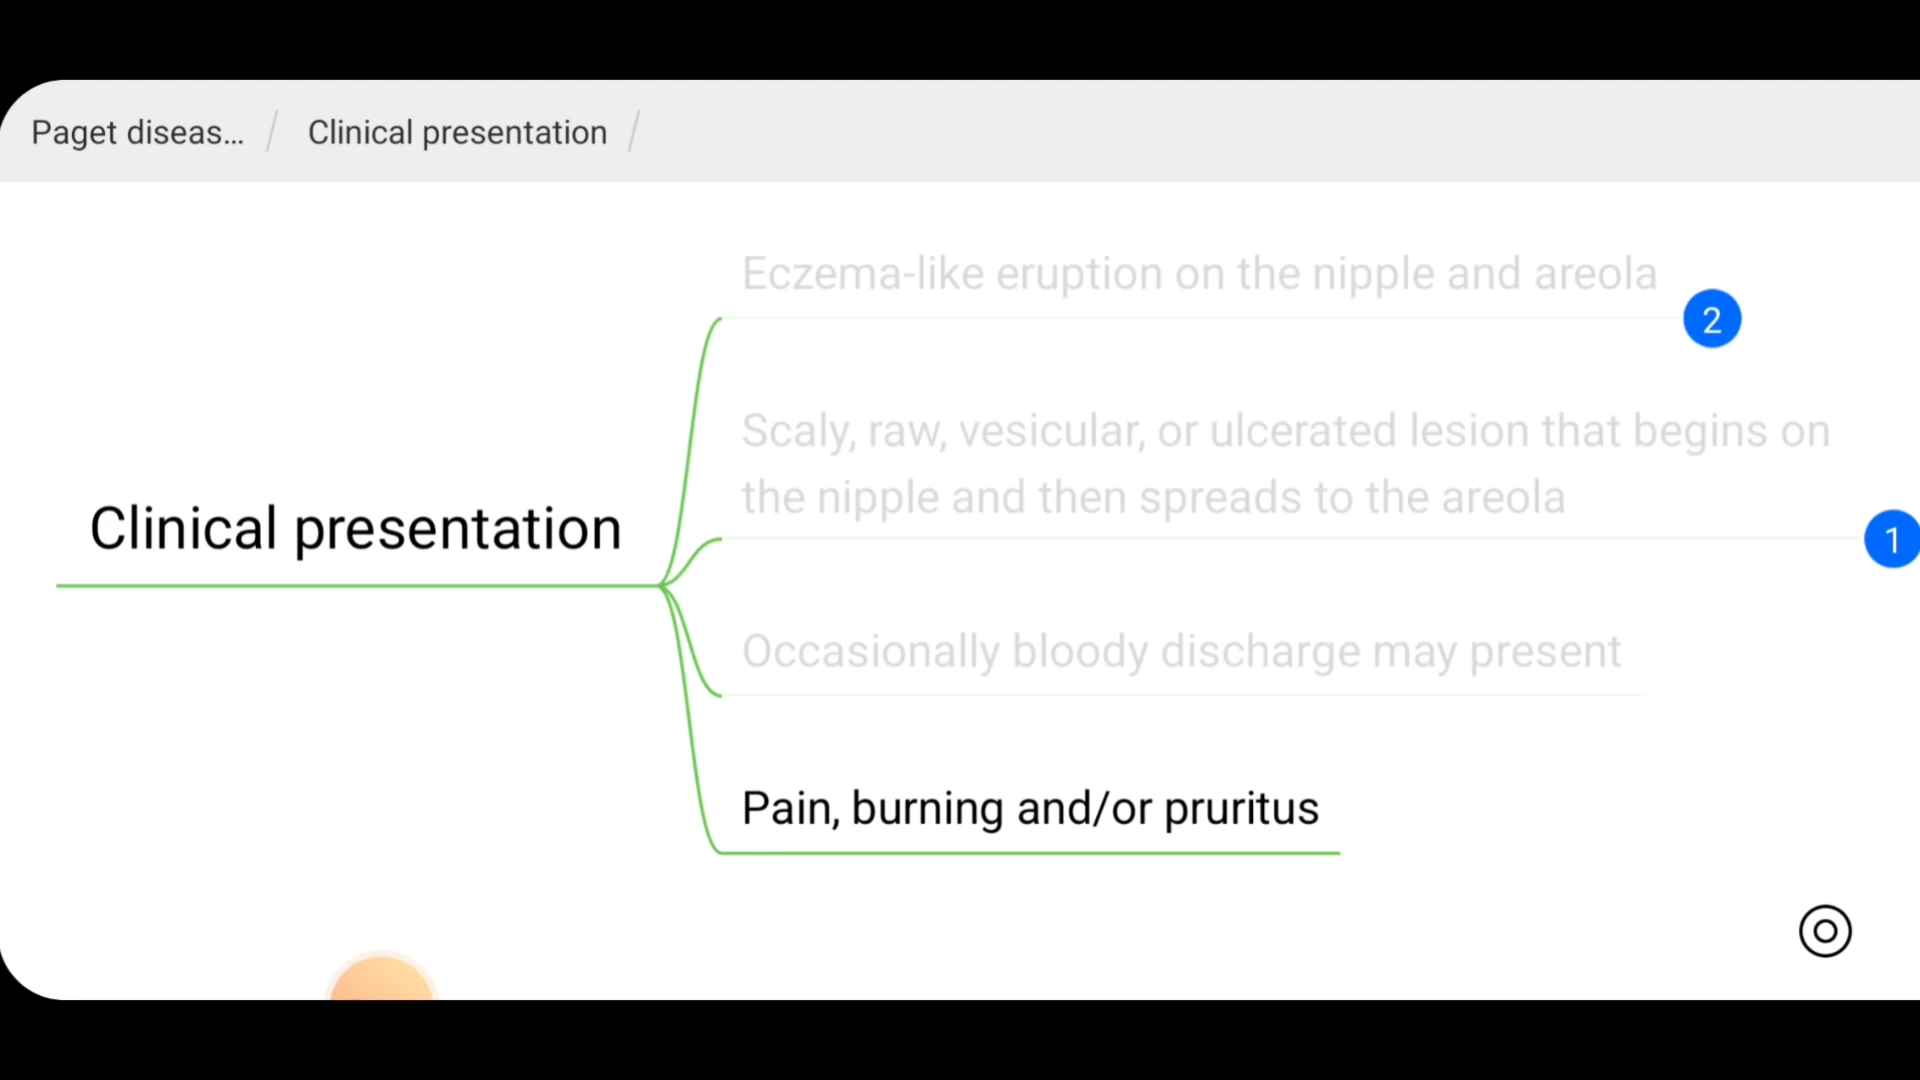 Paget diseas...
Clinical presentation
Eczema-like eruption on the nipple and areola
2
Scaly, raw, vesicular, or ulcerated lesion that begins on
the nipple and then spreads to the areola
1
Clinical presentation
Occasionally bloody discharge may present
Pain, burning and/or pruritus